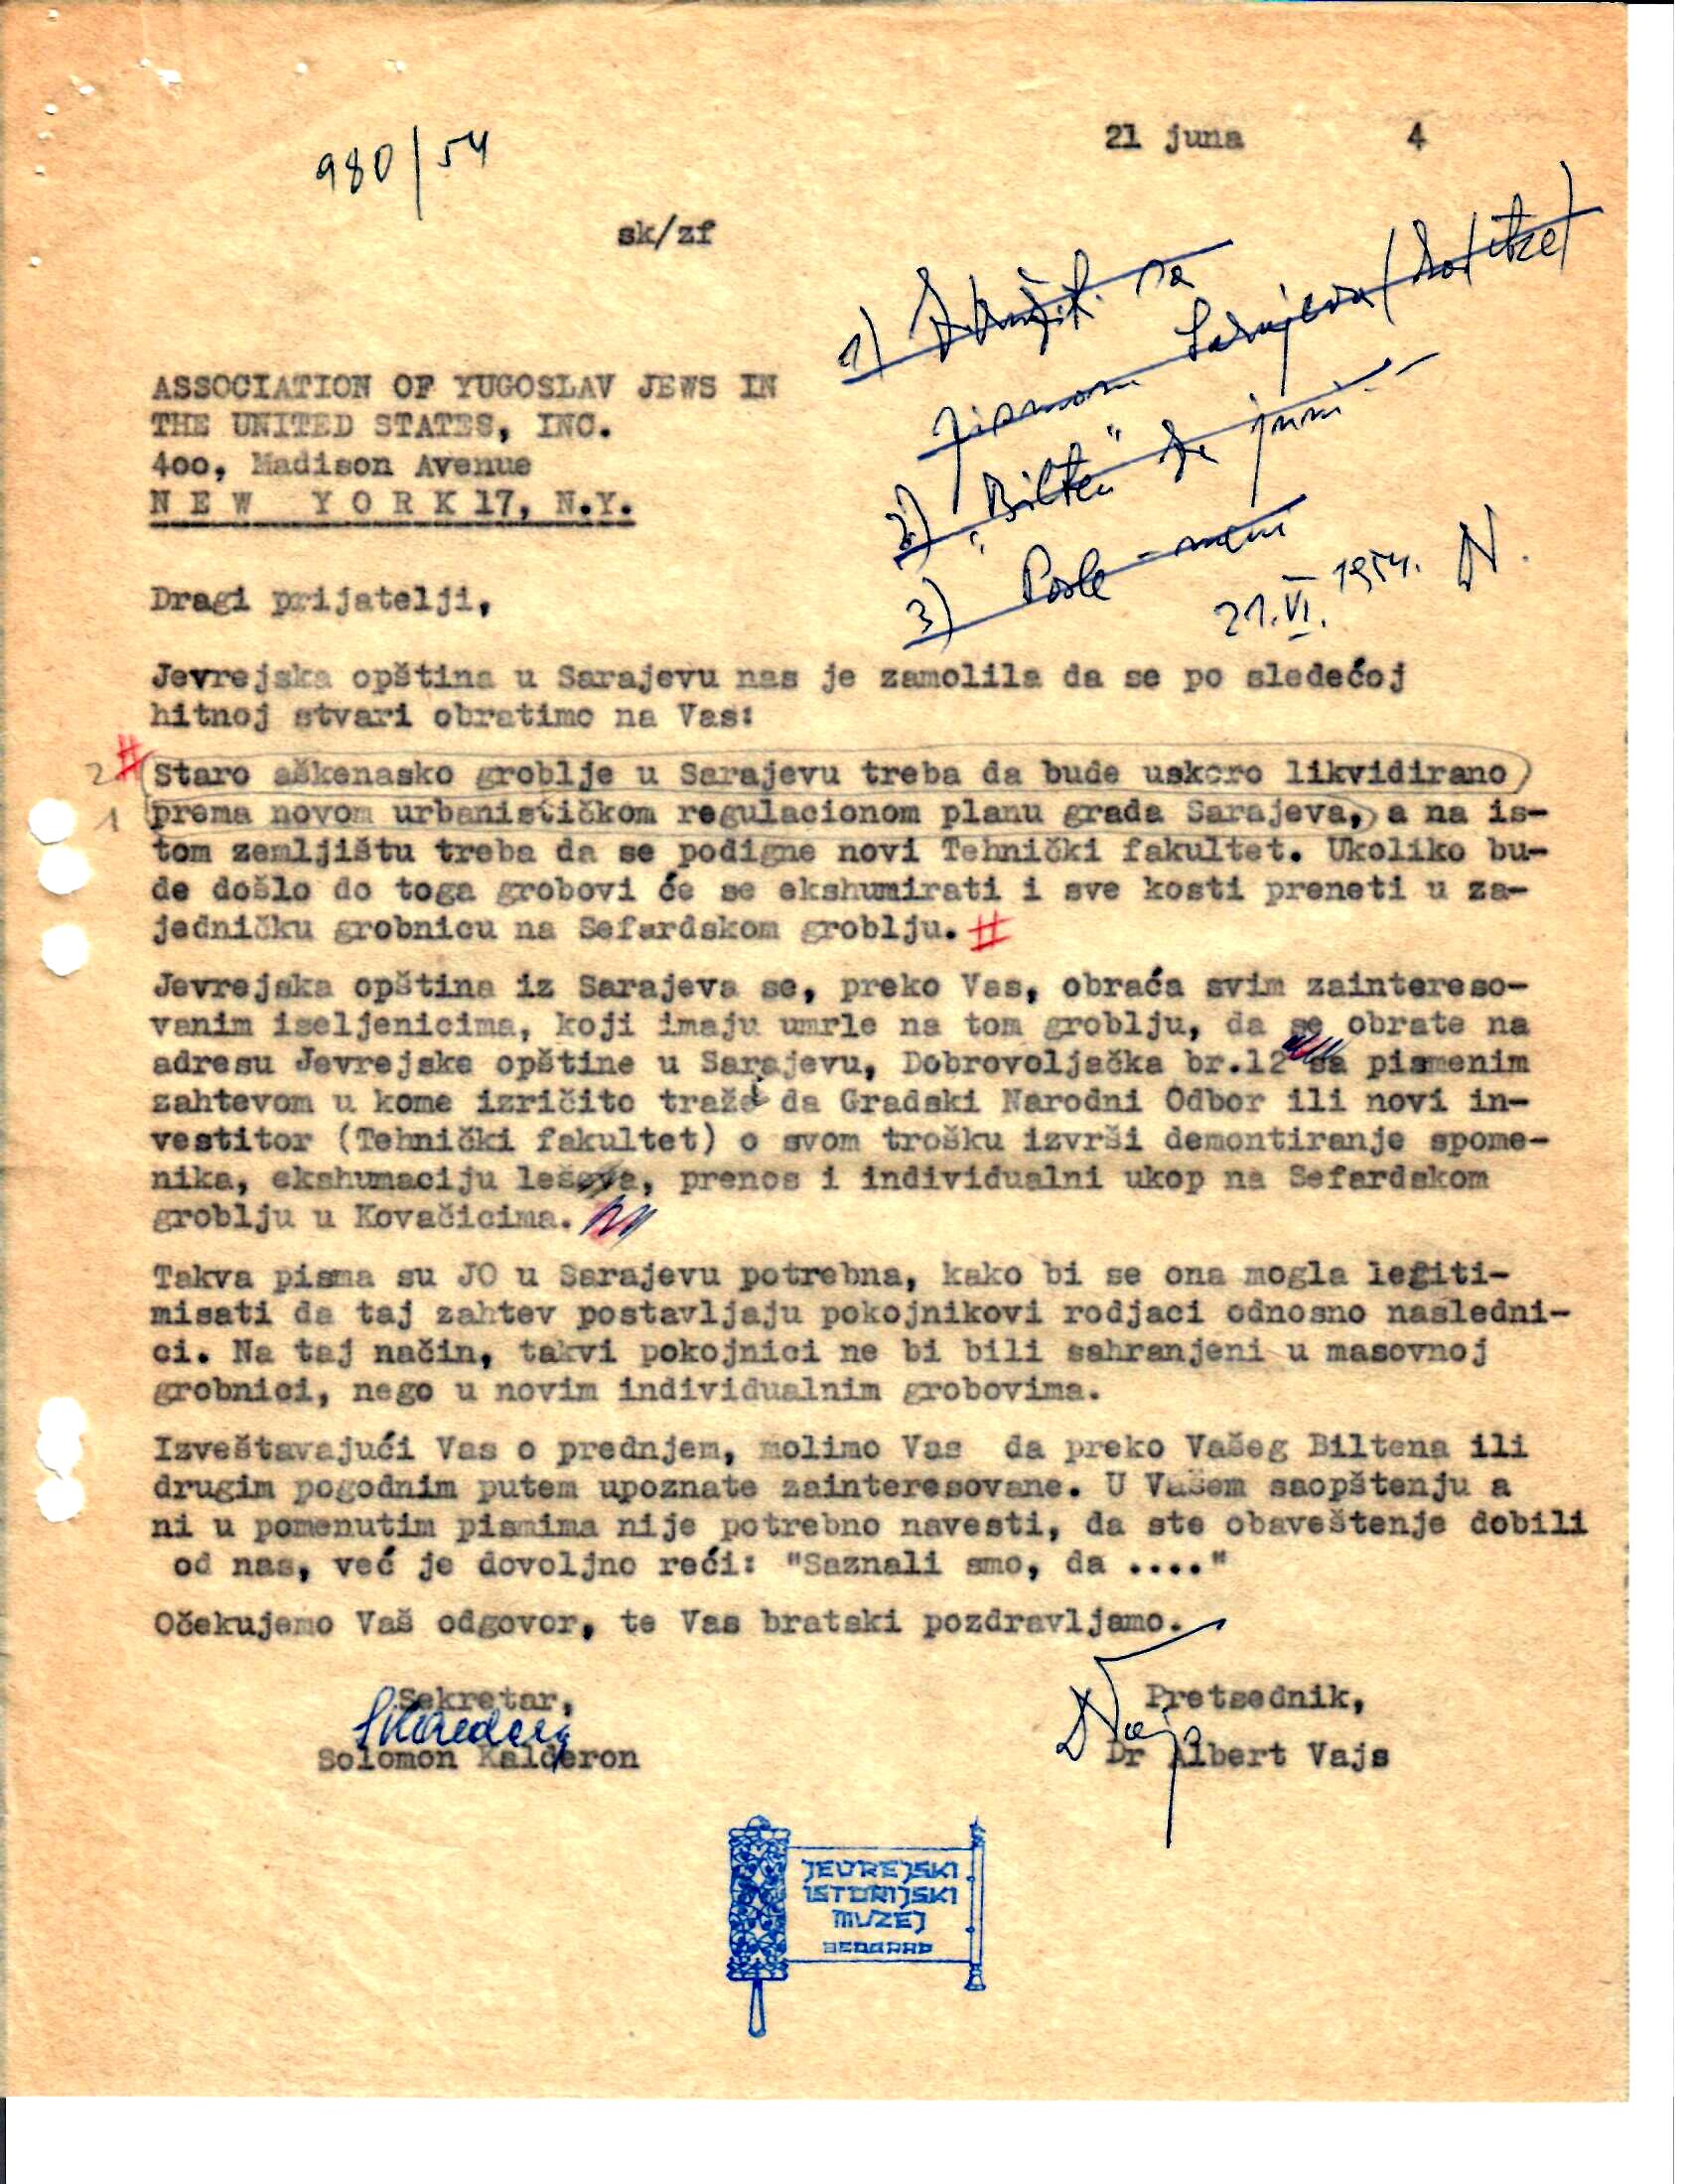 21 juna 4
980/54
sk/zf
1) sa
Sarajeva
ASSOCIATION OF YUGOSLAV JEWS IN
THE UNITED STATES, INC.
400, Madison Avenue
N E W Y O R K 17, N.Y.
2) "Bilten" juni
3) Posle - meni
21.VI.1954.
Dragi prijatelji,
Jevrejska opština u Sarajevu nas je zamolila da se po sledećoj
hitnoj stvari obratimo na Vas:
2 # Staro aškenasko groblje u Sarajevu treba da bude uskoro likvidirano
1 prema novom urbanističkom regulacionom planu grada Sarajeva, a na is-
tom zemljištu treba da se podigne novi Tehnički fakultet. Ukoliko bu-
de došlo do toga grobovi će se ekshumirati i sve kosti preneti u za-
jedničku grobnicu na Sefardskom groblju. #
Jevrejska opština iz Sarajeva se, preko Vas, obraća svim zaintereso-
vanim iseljenicima, koji imaju umrle na tom groblju, da se obrate na
adresu Jevrejske opštine u Sarajevu, Dobrovoljačka br.12 sa pismenim
zahtevom u kome izričito traže da Gradski Narodni Odbor ili novi in-
vestitor (Tehnički fakultet) o svom trošku izvrši demontiranje spome-
nika, ekshumaciju leševa, prenos i individualni ukop na Sefardskom
groblju u Kovačicima.
Takva pisma su JO u Sarajevu potrebna, kako bi se ona mogla legiti-
misati da taj zahtev postavljaju pokojnikovi rodjaci odnosno nasledni-
ci. Na taj način, takvi pokojnici ne bi bili sahranjeni u masovnoj
grobnici, nego u novim individualnim grobovima.
Izveštavajući Vas o prednjem, molimo Vas da preko Vašeg Biltena ili
drugim pogodnim putem upoznate zainteresovane. U Vašem saopštenju a
ni u pomenutim pismima nije potrebno navesti, da ste obaveštenje dobili
od nas, već je dovoljno reći: "Saznali smo, da ...."
Očekujemo Vaš odgovor, te Vas bratski pozdravljamo.
Sekretar, Pretsednik,
Solomon Kalderon Dr Albert Vajs
JEVREJSKI
ISTORIJSKI
MUZEJ
BEOGRAD